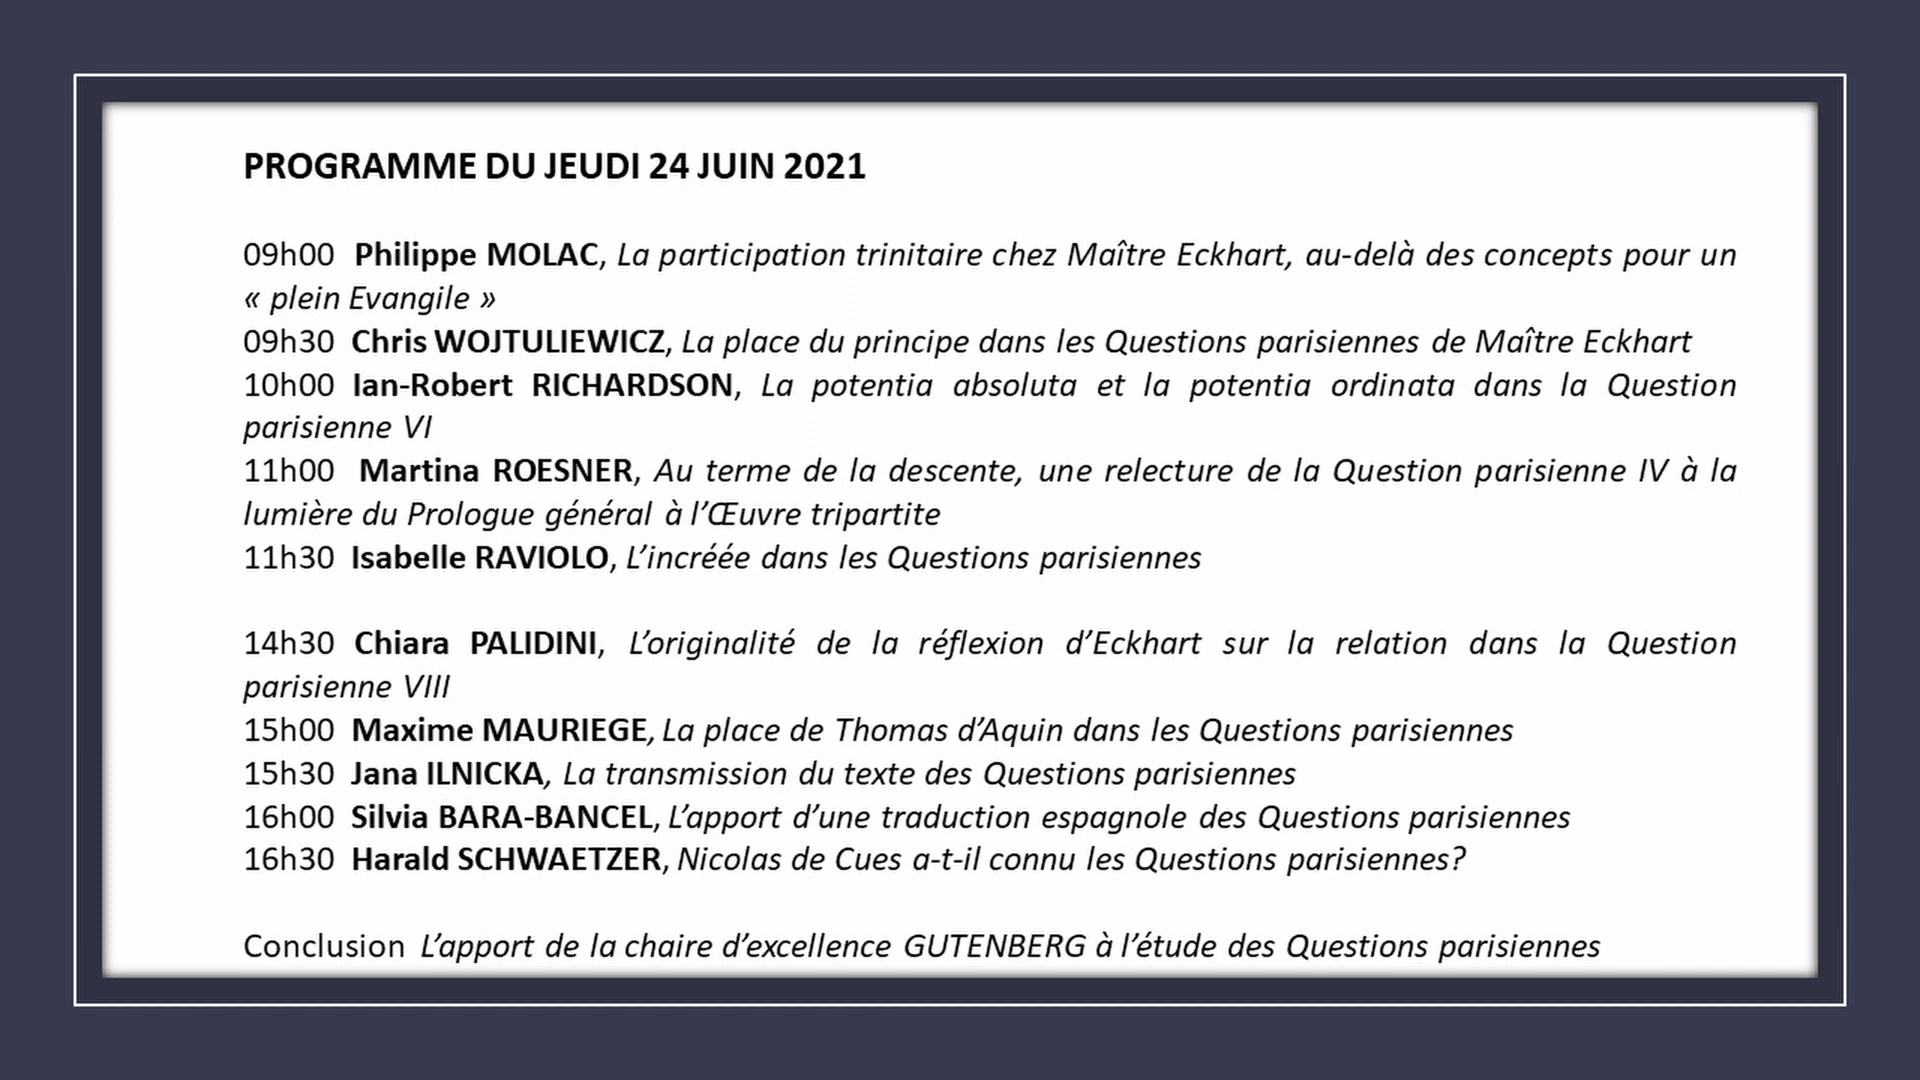 PROGRAMME DU JEUDI 24 JUIN 2021
09h00 Philippe MOLAC, La participation trinitaire chez Maître Eckhart, au-delà des concepts pour un
« plein Evangile »
09h30 Chris WOJTULIEWICZ, La place du principe dans les Questions parisiennes de Maître Eckhart
10h00 Ian-Robert RICHARDSON, La potentia absoluta et la potentia ordinata dans la Question
parisienne VI
11h00 Martina ROESNER, Au terme de la descente, une relecture de la Question parisienne IV à la
lumière du Prologue général à l’Œuvre tripartite
11h30 Isabelle RAVIOLO, L’incréée dans les Questions parisiennes
14h30 Chiara PALIDINI, L’originalité de la réflexion d’Eckhart sur la relation dans la Question
parisienne VIII
15h00 Maxime MAURIEGE, La place de Thomas d’Aquin dans les Questions parisiennes
15h30 Jana ILNICKA, La transmission du texte des Questions parisiennes
16h00 Silvia BARA-BANCEL, L’apport d’une traduction espagnole des Questions parisiennes
16h30 Harald SCHWAETZER, Nicolas de Cues a-t-il connu les Questions parisiennes?
Conclusion L’apport de la chaire d’excellence GUTENBERG à l’étude des Questions parisiennes